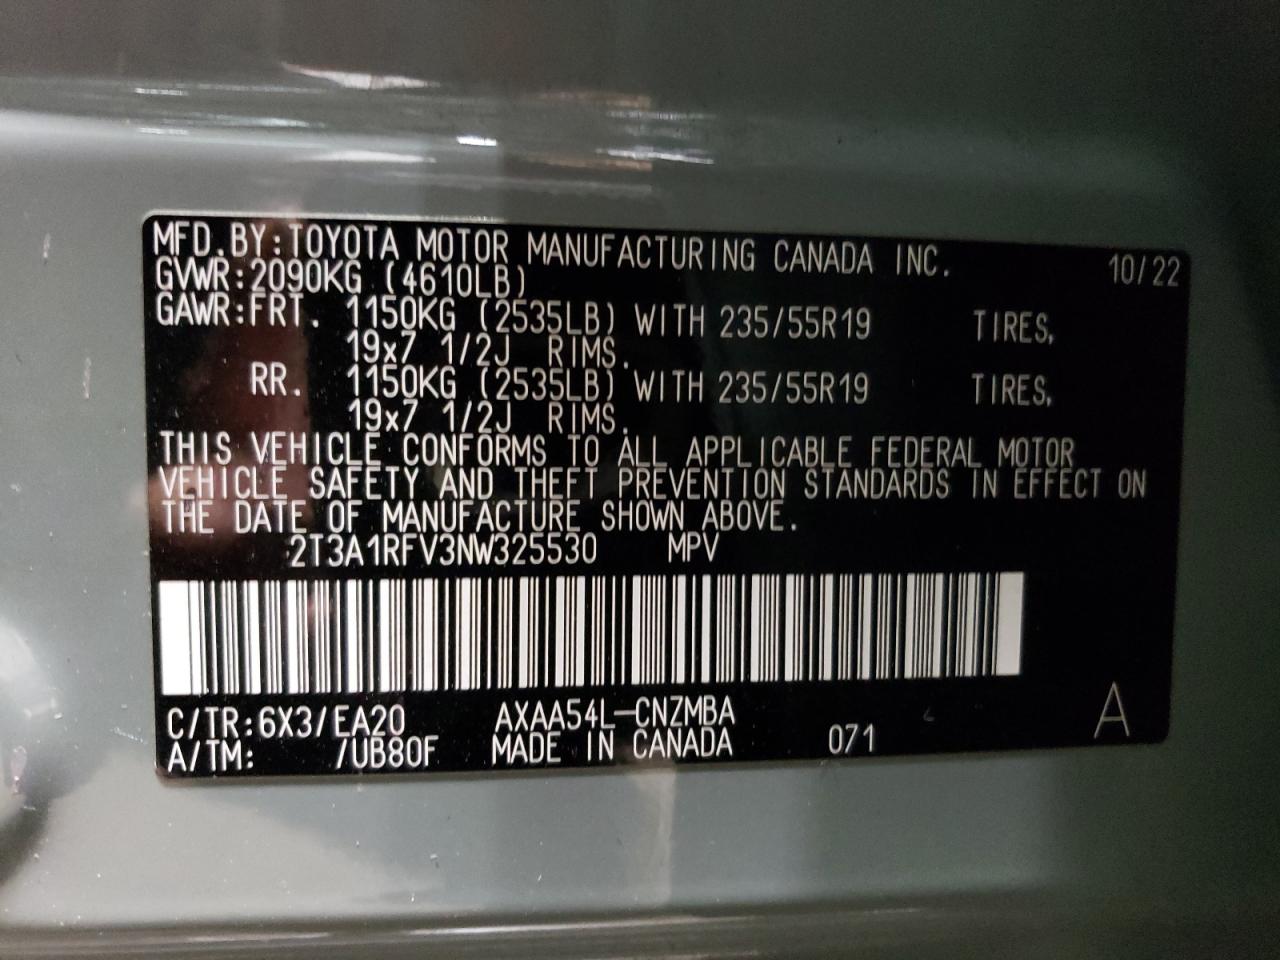 MFD.BY:TOYOTA MOTOR MANUFACTURING CANADA INC. 10/22
GVWR:2090KG (4610LB)
GAWR:FRT. 1150KG (2535LB) WITH 235/55R19 TIRES,
19x7 1/2J RIMS.
RR. 1150KG (2535LB) WITH 235/55R19 TIRES,
19x7 1/2J RIMS.
THIS VEHICLE CONFORMS TO ALL APPLICABLE FEDERAL MOTOR
VEHICLE SAFETY AND THEFT PREVENTION STANDARDS IN EFFECT ON
THE DATE OF MANUFACTURE SHOWN ABOVE.
2T3A1RFV3NW325530 MPV
C/TR:6X3/EA20 AXAA54L-CNZMBA A
A/TM: /UB80F MADE IN CANADA 071